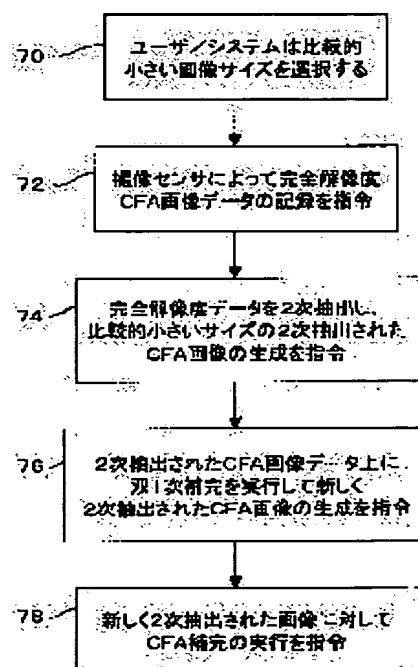 70
ユーザ/システムは比較的
小さい画像サイズを選択する
72
撮像センサによって完全解像度
CFA画像データの記録を指令
74
完全解像度データを2次抽出し、
比較的小さいサイズの2次抽出された
CFA画像の生成を指令
76
2次抽出されたCFA画像データ上に
双1次補完を実行して新しく
2次抽出されたCFA画像の生成を指令
78
新しく2次抽出された画像に対して
CFA補完の実行を指令